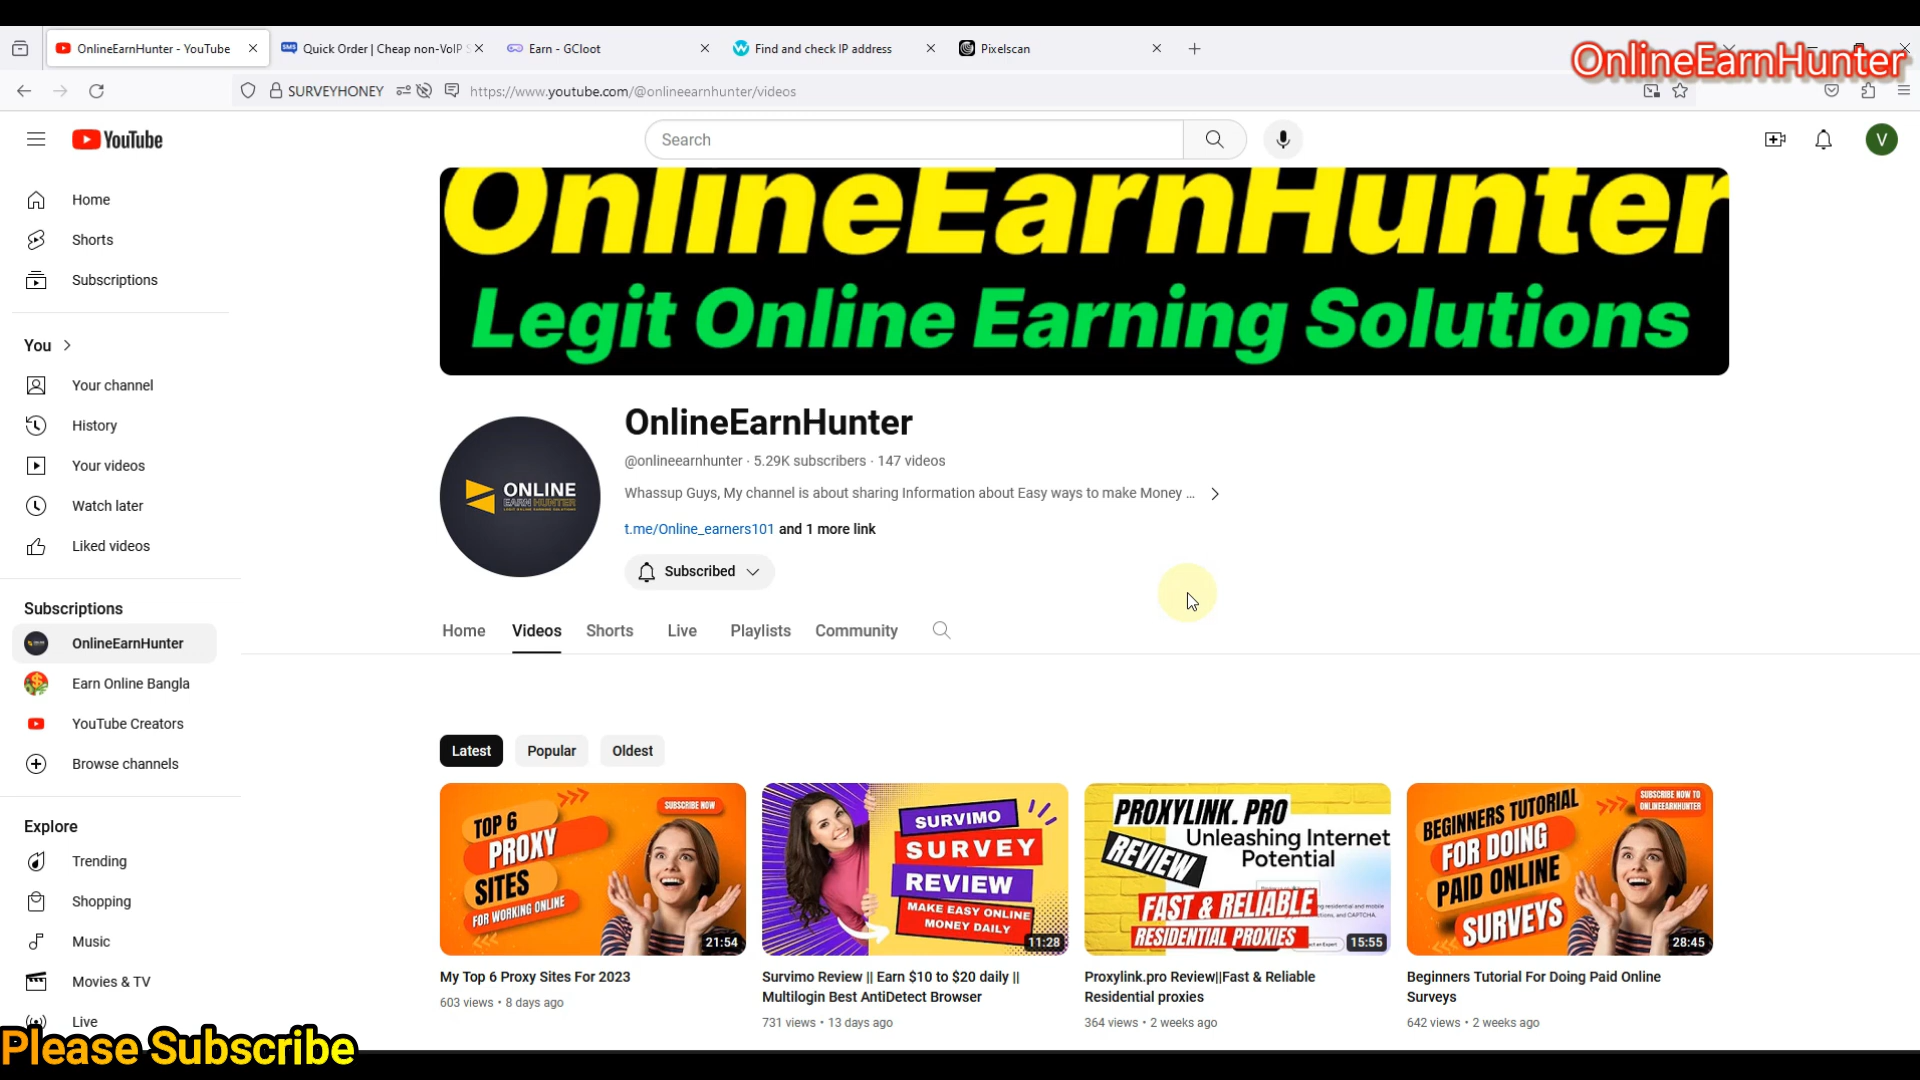 OnlineEarnHunter - YouTube
Quick Order | Cheap non-VoIP S
Earn - GCloot
Find and check IP address
Pixelscan
OnlineEarnHunter
SURVEYHONEY
https://www.youtube.com/@onlineearnhunter/videos
YouTube
Search
V
OnlineEarnHunter
Legit Online Earning Solutions
Home
Shorts
Subscriptions
You
Your channel
History
Your videos
Watch later
Liked videos
Subscriptions
OnlineEarnHunter
Earn Online Bangla
YouTube Creators
Browse channels
Explore
Trending
Shopping
Music
Movies & TV
Live
ONLINE
EARN HUNTER
OnlineEarnHunter
@onlineearnhunter · 5.29K subscribers · 147 videos
Whassup Guys, My channel is about sharing Information about Easy ways to make Money ...
t.me/Online_earners101 and 1 more link
Subscribed
Home Videos Shorts Live Playlists Community
Latest Popular Oldest
SUBSCRIBE NOW
TOP 6
PROXY
SITES
FOR WORKING ONLINE
21:54
My Top 6 Proxy Sites For 2023
603 views • 8 days ago
SURVIMO
SURVEY
REVIEW
MAKE EASY ONLINE
MONEY DAILY
11:28
Survimo Review || Earn $10 to $20 daily ||
Multilogin Best AntiDetect Browser
731 views • 13 days ago
PROXYLINK. PRO
Unleashing Internet
Potential
REVIEW
FAST & RELIABLE
RESIDENTIAL PROXIES
15:55
Proxylink.pro Review||Fast & Reliable
Residential proxies
364 views • 2 weeks ago
SUBSCRIBE NOW TO
ONLINEEARNHUNTER
BEGINNERS TUTORIAL
FOR DOING
PAID ONLINE
SURVEYS
28:45
Beginners Tutorial For Doing Paid Online
Surveys
642 views • 2 weeks ago
Please Subscribe